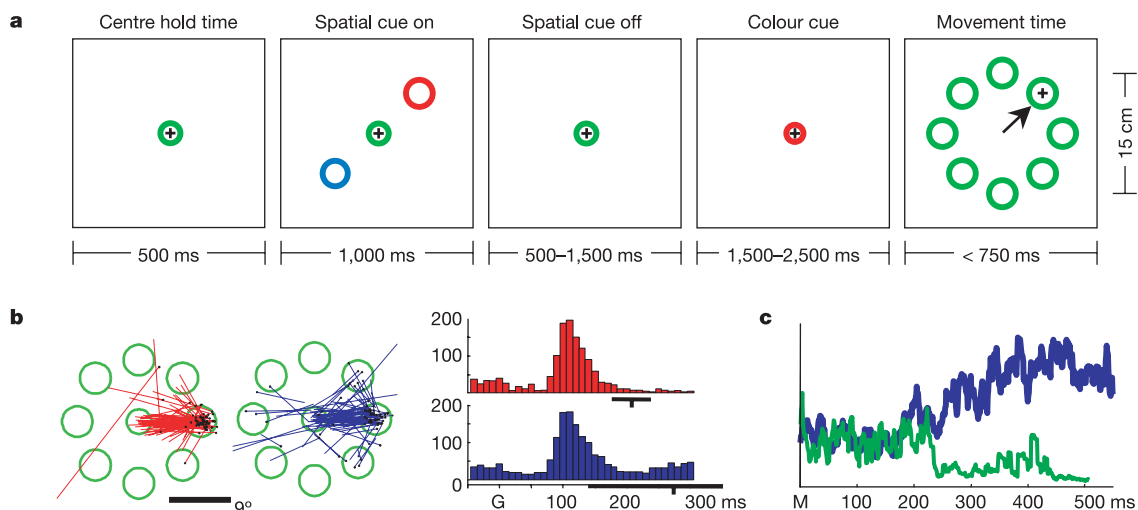 a
Centre hold time Spatial cue on Spatial cue off Colour cue Movement time
15 cm
500 ms 1,000 ms 500–1,500 ms 1,500–2,500 ms < 750 ms
b
200
100
200
100
0
G 100 200 300 ms
9°
c
M 100 200 300 400 500 ms